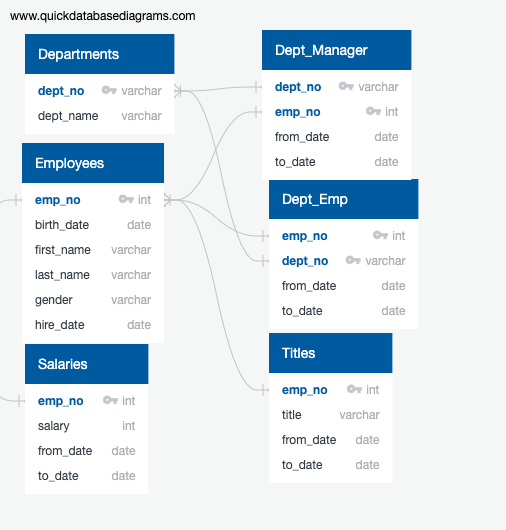 www.quickdatabasediagrams.com
Departments
dept_no varchar
dept_name varchar
Employees
emp_no int
birth_date date
first_name varchar
last_name varchar
gender varchar
hire_date date
Salaries
emp_no int
salary int
from_date date
to_date date
Dept_Manager
dept_no varchar
emp_no int
from_date date
to_date date
Dept_Emp
emp_no int
dept_no varchar
from_date date
to_date date
Titles
emp_no int
title varchar
from_date date
to_date date